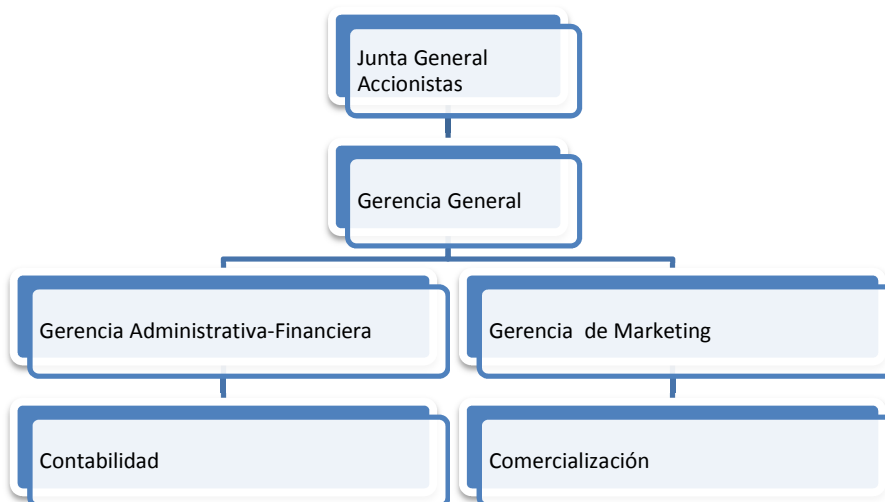 Junta General
Accionistas
Gerencia General
Gerencia Administrativa-Financiera
Gerencia de Marketing
Contabilidad
Comercialización